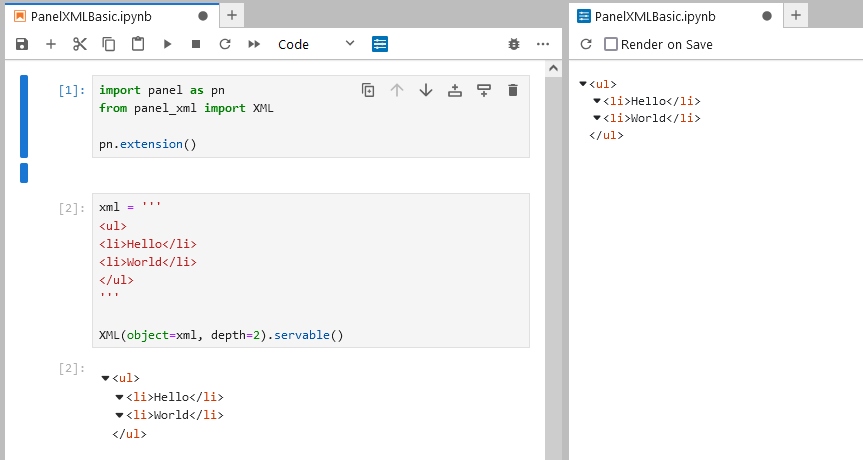 PanelXMLBasic.ipynb
Code
[1]:
import panel as pn
from panel_xml import XML
pn.extension()
[2]:
xml = '''
<ul>
<li>Hello</li>
<li>World</li>
</ul>
'''
XML(object=xml, depth=2).servable()
[2]:
<ul>
<li>Hello</li>
<li>World</li>
</ul>
PanelXMLBasic.ipynb
Render on Save
<ul>
<li>Hello</li>
<li>World</li>
</ul>